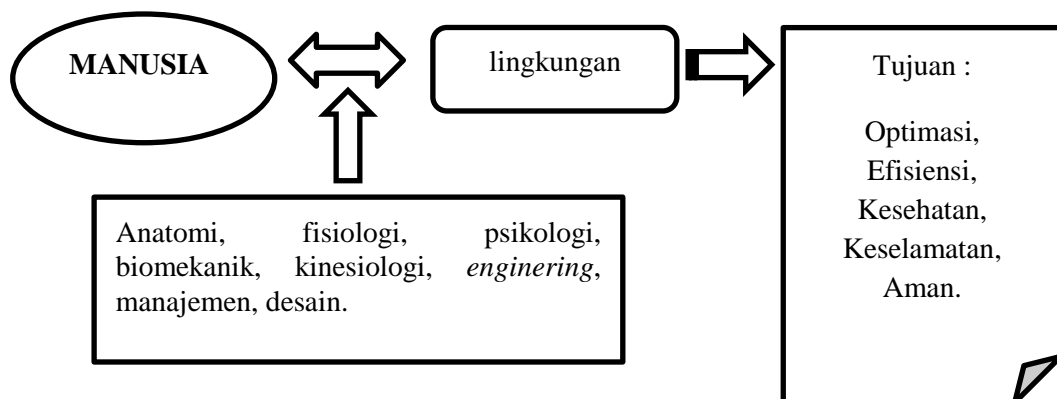 MANUSIA
lingkungan
Tujuan :
Optimasi,
Efisiensi,
Kesehatan,
Keselamatan,
Aman.
Anatomi, fisiologi, psikologi,
biomekanik, kinesiologi, enginering,
manajemen, desain.